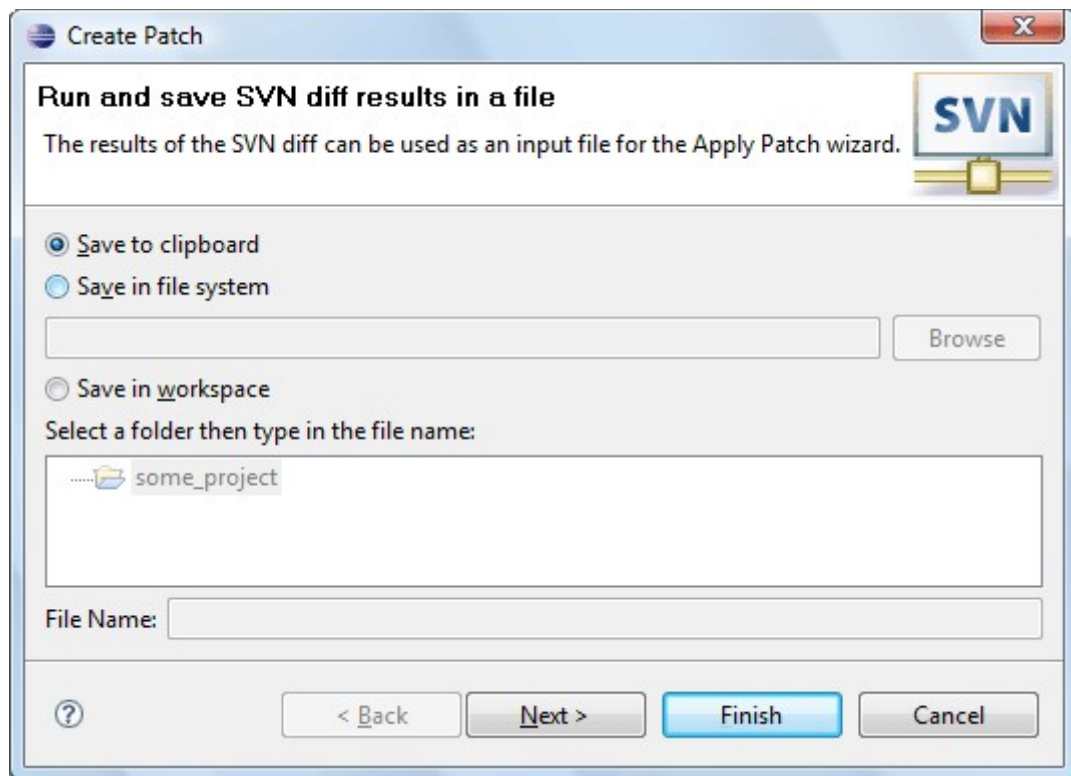 Create Patch
Run and save SVN diff results in a file
SVN
The results of the SVN diff can be used as an input file for the Apply Patch wizard.
Save to clipboard
Save in file system
Browse
Save in workspace
Select a folder then type in the file name:
some_project
File Name:
< Back Next > Finish Cancel